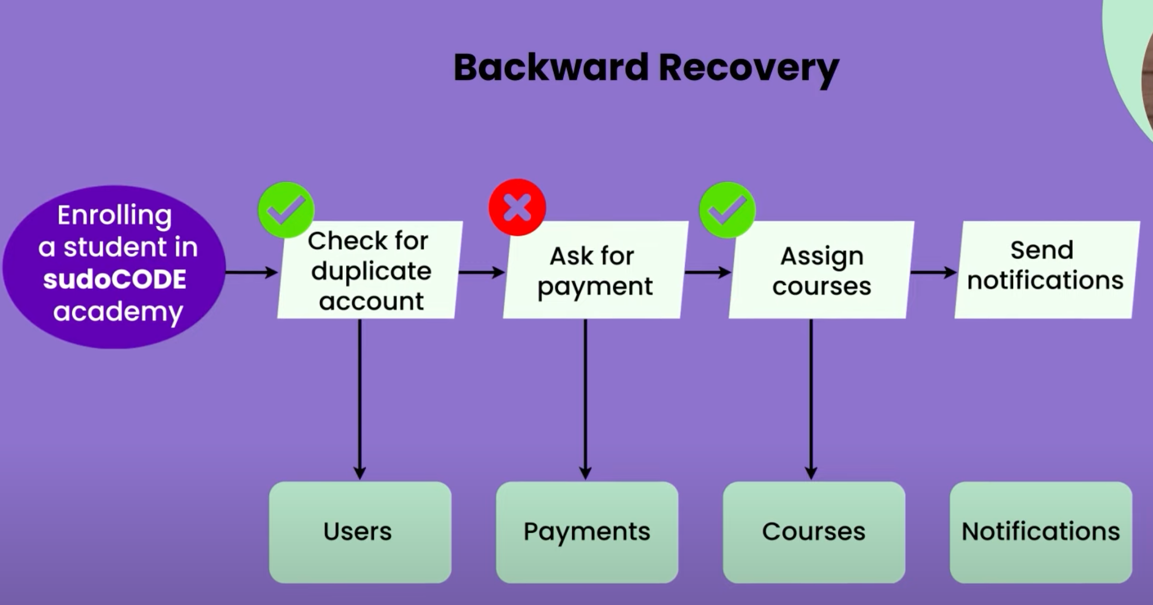 Backward Recovery
Enrolling
a student in
sudoCODE
academy
Check for
duplicate
account
Ask for
payment
Assign
courses
Send
notifications
Users
Payments
Courses
Notifications